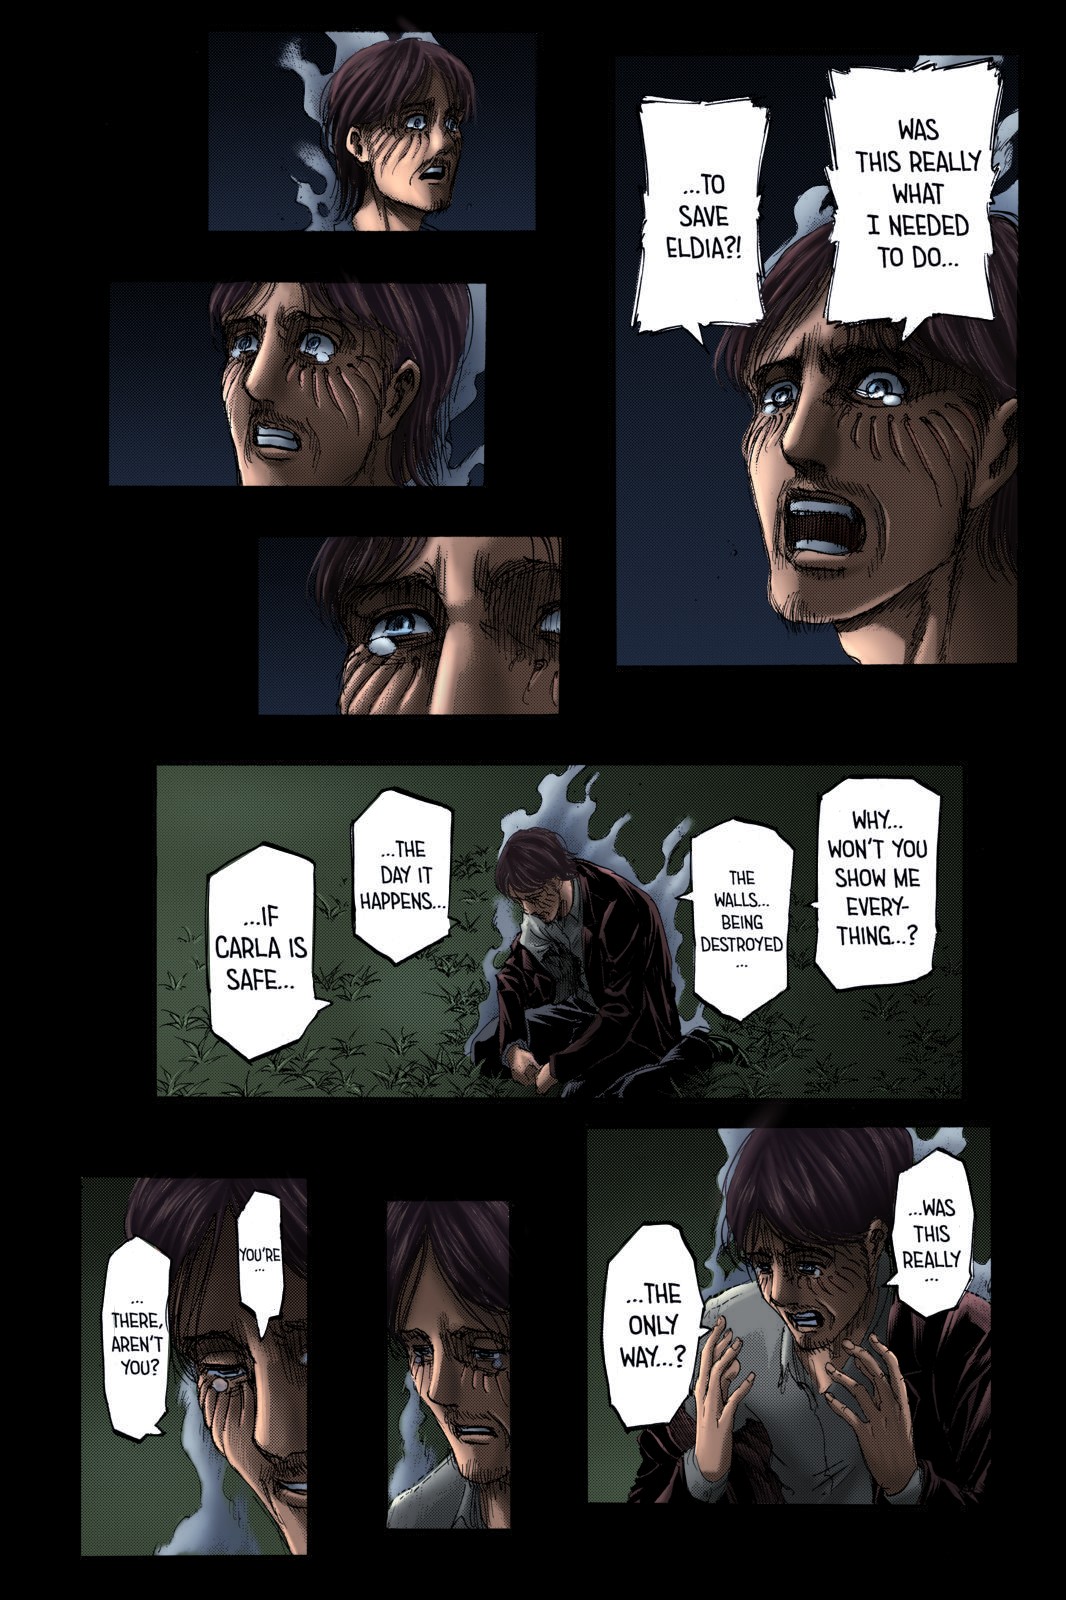 WAS
THIS REALLY
WHAT
I NEEDED
TO DO...
...TO
SAVE
ELDIA?!
WHY...
WON'T YOU
SHOW ME
EVERY-
THING...?
THE
WALLS...
BEING
DESTROYED
...
...THE
DAY IT
HAPPENS...
...IF
CARLA IS
SAFE...
...WAS
THIS
REALLY
...
...THE
ONLY
WAY...?
YOU'RE
...
...
THERE,
AREN'T
YOU?